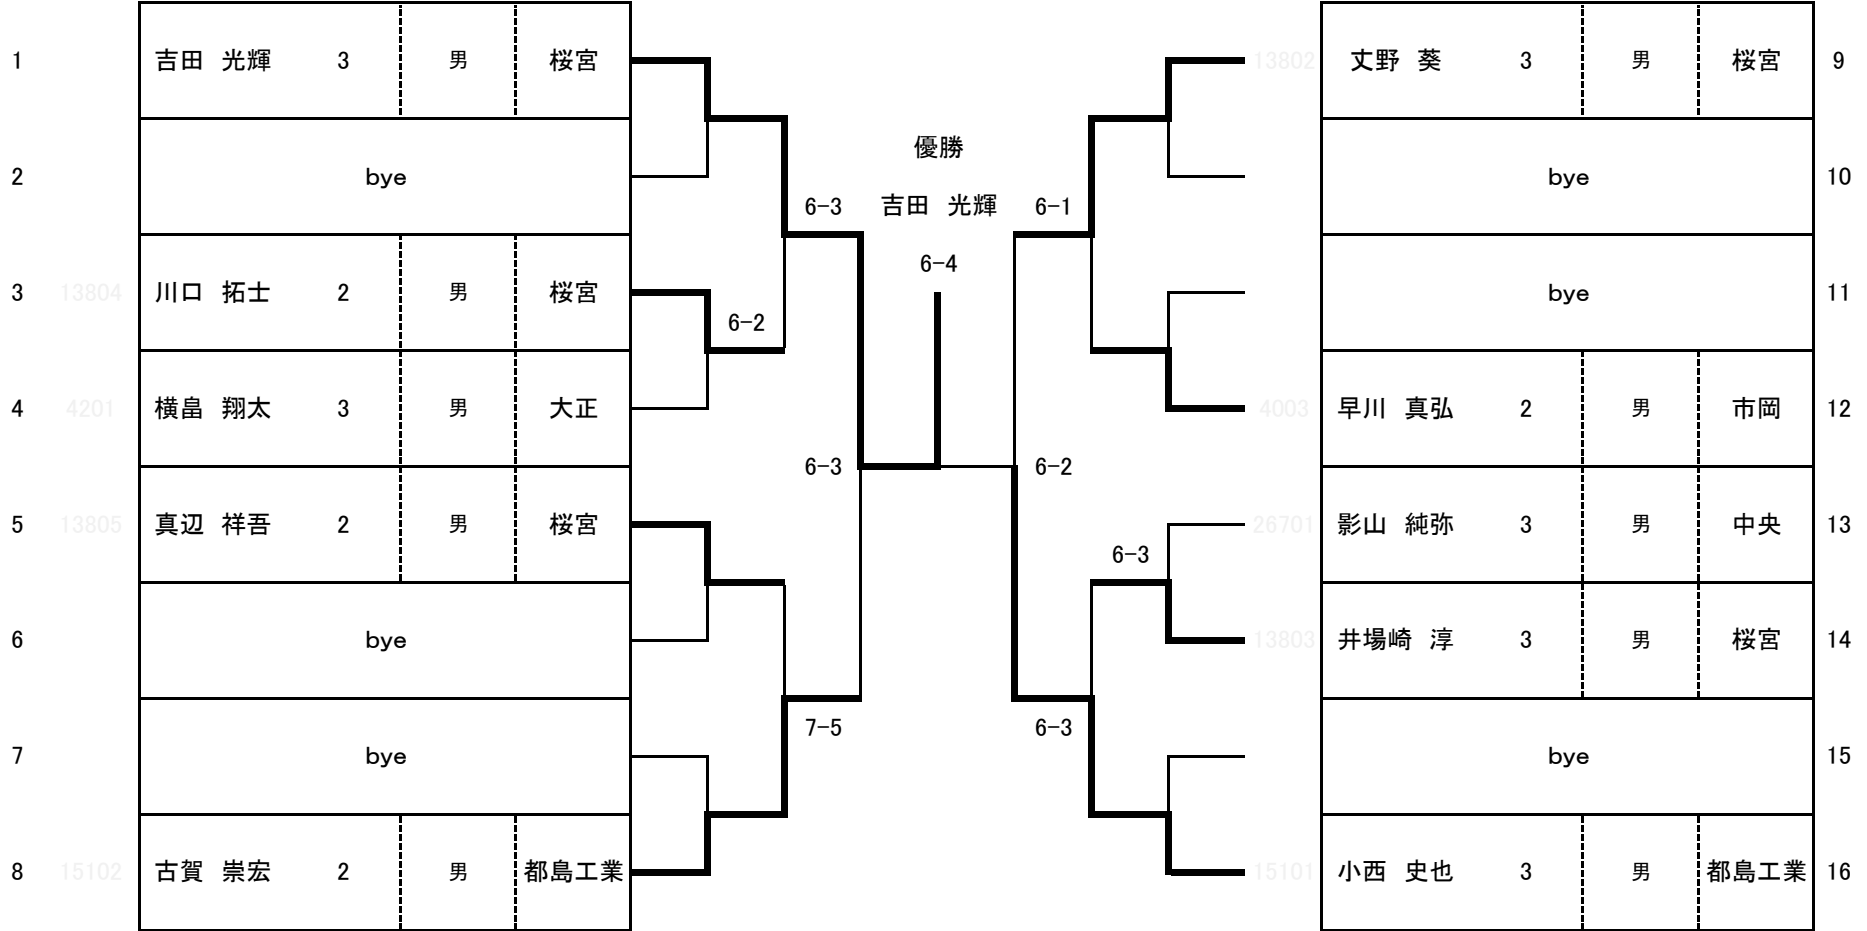 1 吉田 光輝 3 男 桜宮
2 bye
3 13804 川口 拓士 2 男 桜宮
4 4201 横畠 翔太 3 男 大正
5 13805 真辺 祥吾 2 男 桜宮
6 bye
7 bye
8 15102 古賀 崇宏 2 男 都島工業
6-2
6-3
6-3
7-5
優勝
吉田 光輝
6-4
6-1
6-2
6-3
6-3
13802 丈野 葵 3 男 桜宮 9
bye 10
bye 11
4003 早川 真弘 2 男 市岡 12
26701 影山 純弥 3 男 中央 13
13803 井場崎 淳 3 男 桜宮 14
bye 15
15101 小西 史也 3 男 都島工業 16